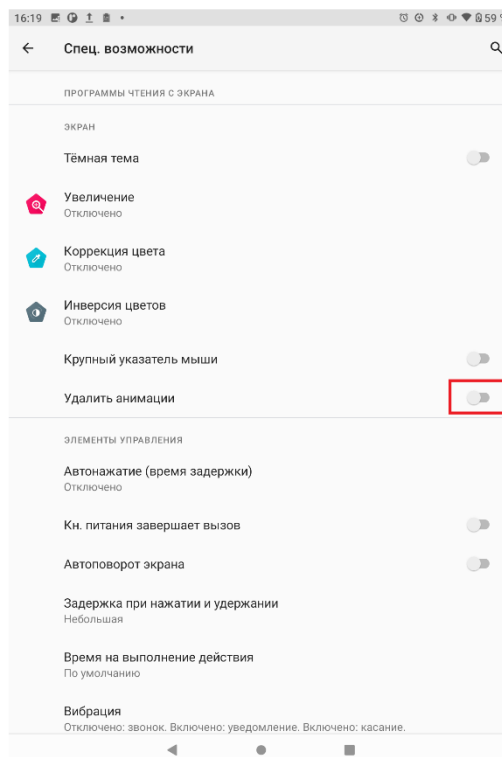 16:19 59 %
Спец. возможности
ПРОГРАММЫ ЧТЕНИЯ С ЭКРАНА
ЭКРАН
Тёмная тема
Увеличение
Отключено
Коррекция цвета
Отключено
Инверсия цветов
Отключено
Крупный указатель мыши
Удалить анимации
ЭЛЕМЕНТЫ УПРАВЛЕНИЯ
Автонажатие (время задержки)
Отключено
Кн. питания завершает вызов
Автоповорот экрана
Задержка при нажатии и удержании
Небольшая
Время на выполнение действия
По умолчанию
Вибрация
Отключено: звонок. Включено: уведомление. Включено: касание.